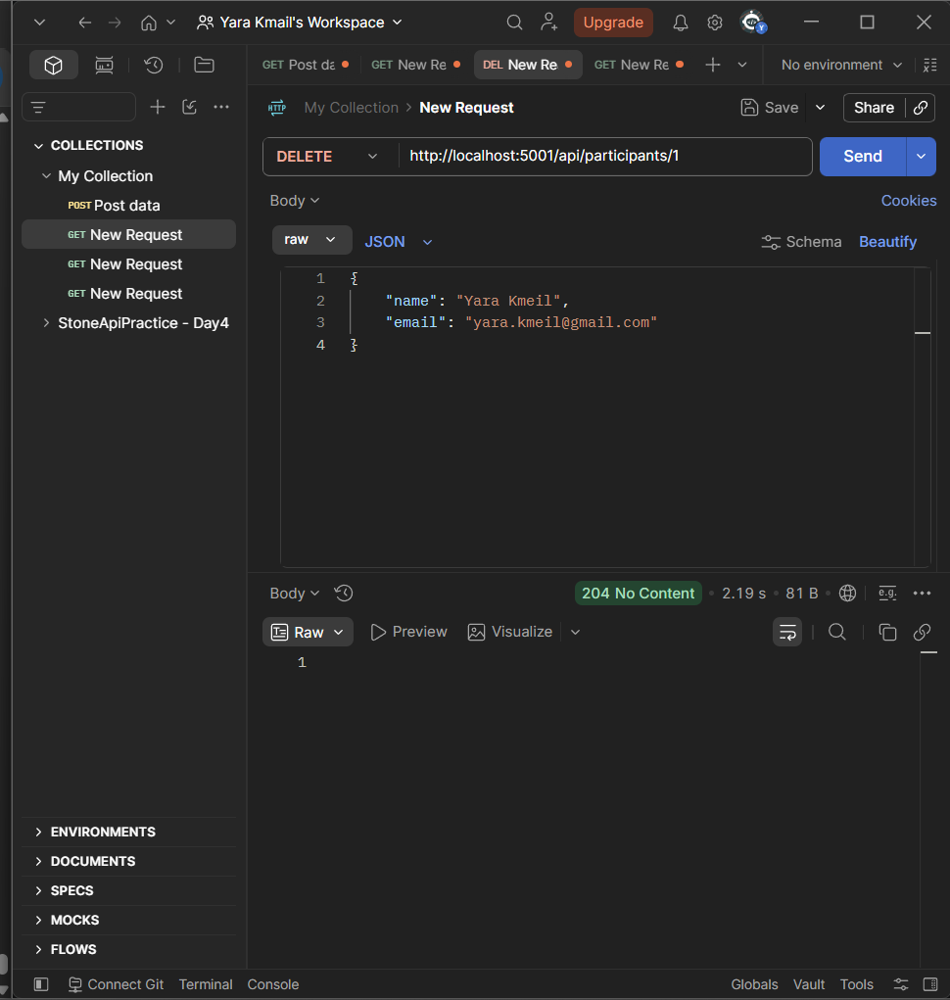 Yara Kmail's Workspace
Upgrade
Y
GET Post da
GET New Re
DEL New Re
GET New Re
No environment
HTTP
My Collection > New Request
Save
Share
COLLECTIONS
My Collection
POST Post data
GET New Request
GET New Request
GET New Request
StoneApiPractice - Day4
DELETE
http://localhost:5001/api/participants/1
Send
Body
Cookies
raw
JSON
Schema
Beautify
1 {
2 "name": "Yara Kmeil",
3 "email": "yara.kmeil@gmail.com"
4 }
Body
204 No Content
2.19 s
81 B
e.g.
Raw
Preview
Visualize
1
ENVIRONMENTS
DOCUMENTS
SPECS
MOCKS
FLOWS
Connect Git
Terminal
Console
Globals
Vault
Tools